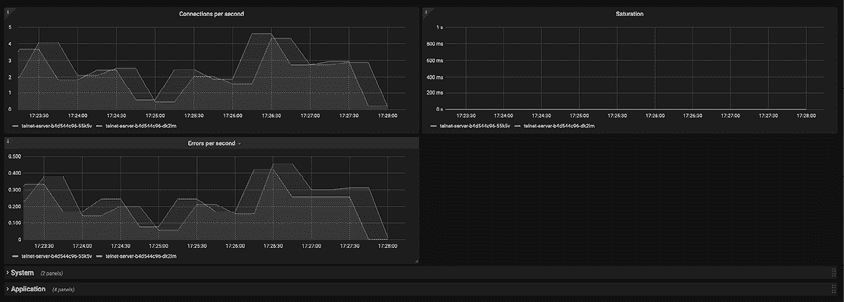 Connections per second
5
4
3
2
1
0
17:23:30 17:24:00 17:24:30 17:25:00 17:25:30 17:26:00 17:26:30 17:27:00 17:27:30 17:28:00
telnet-server-b4d544c96-55k5v telnet-server-b4d544c96-dt2lm
Saturation
1 s
800 ms
600 ms
400 ms
200 ms
0 s
17:23:30 17:24:00 17:24:30 17:25:00 17:25:30 17:26:00 17:26:30 17:27:00 17:27:30 17:28:00
telnet-server-b4d544c96-55k5v telnet-server-b4d544c96-dt2lm
Errors per second
0.500
0.400
0.300
0.200
0.100
0
17:23:30 17:24:00 17:24:30 17:25:00 17:25:30 17:26:00 17:26:30 17:27:00 17:27:30 17:28:00
telnet-server-b4d544c96-55k5v telnet-server-b4d544c96-dt2lm
System (2 panels)
Application (4 panels)